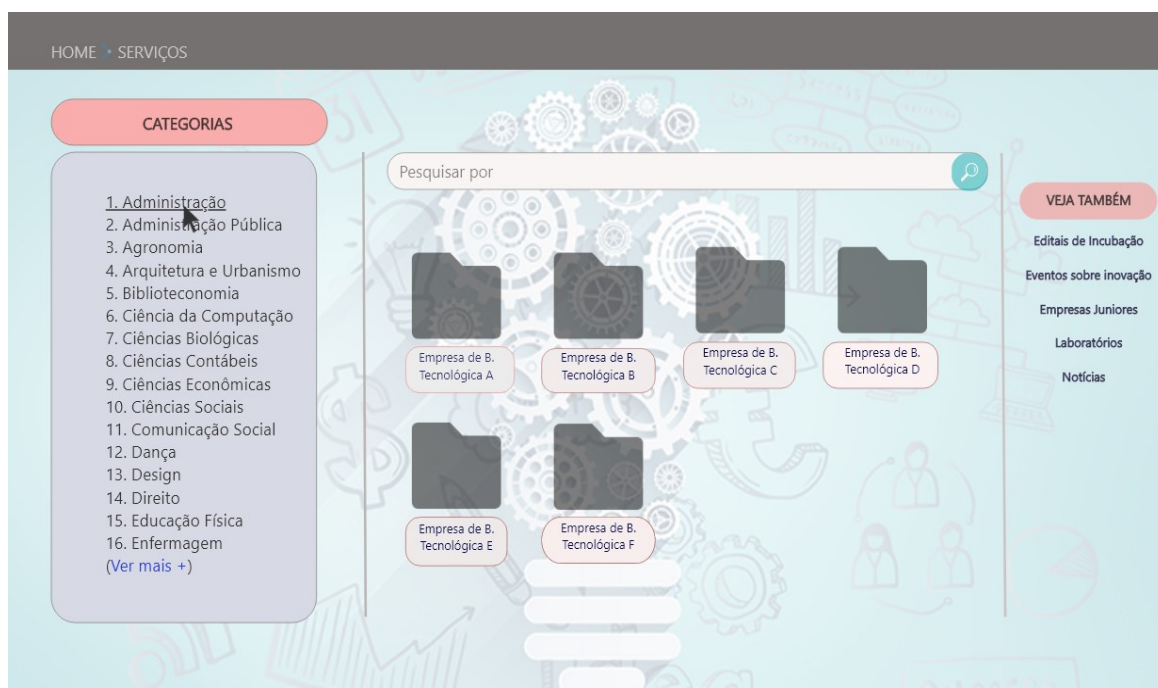 HOME • SERVIÇOS
CATEGORIAS
1. Administração
2. Administração Pública
3. Agronomia
4. Arquitetura e Urbanismo
5. Biblioteconomia
6. Ciência da Computação
7. Ciências Biológicas
8. Ciências Contábeis
9. Ciências Econômicas
10. Ciências Sociais
11. Comunicação Social
12. Dança
13. Design
14. Direito
15. Educação Física
16. Enfermagem
(Ver mais +)
Pesquisar por
Empresa de B.
Tecnológica A
Empresa de B.
Tecnológica B
Empresa de B.
Tecnológica C
Empresa de B.
Tecnológica D
Empresa de B.
Tecnológica E
Empresa de B.
Tecnológica F
VEJA TAMBÉM
Editais de Incubação
Eventos sobre inovação
Empresas Juniores
Laboratórios
Notícias